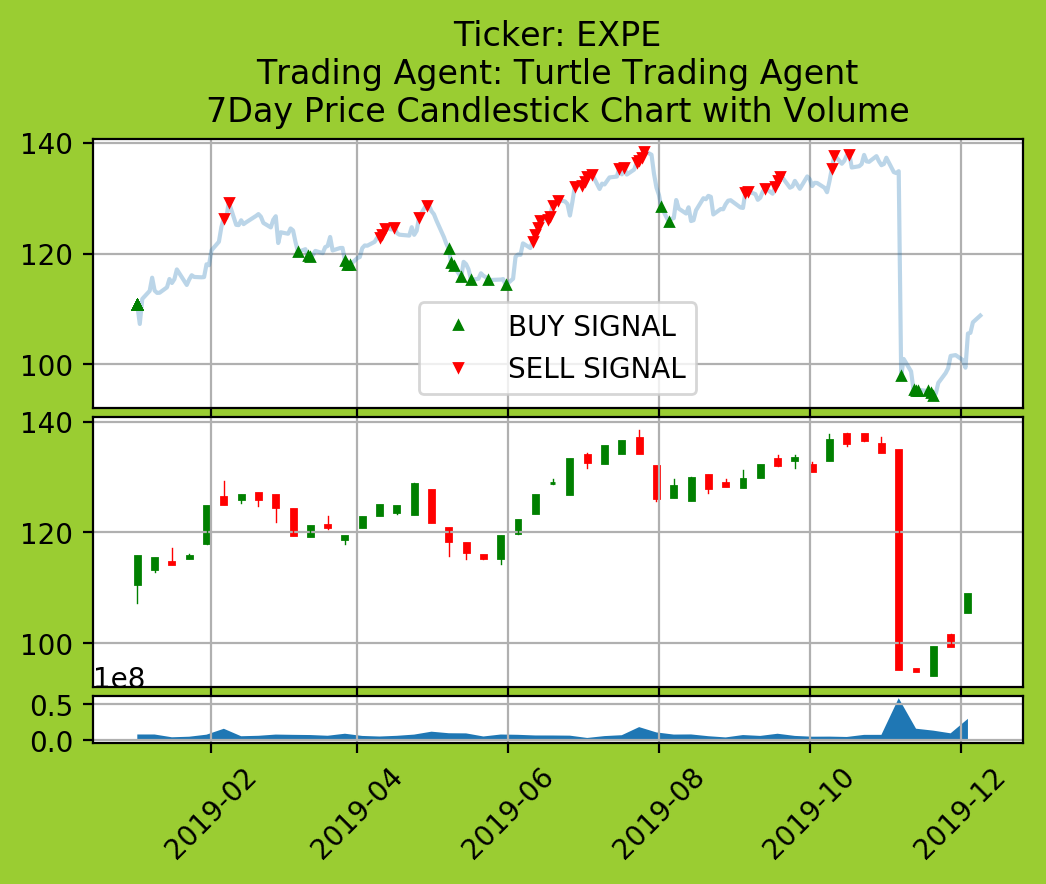 Ticker: EXPE
Trading Agent: Turtle Trading Agent
7Day Price Candlestick Chart with Volume
140
120
100
BUY SIGNAL
SELL SIGNAL
140
120
100
1e8
0.5
0.0
2019-02
2019-04
2019-06
2019-08
2019-10
2019-12